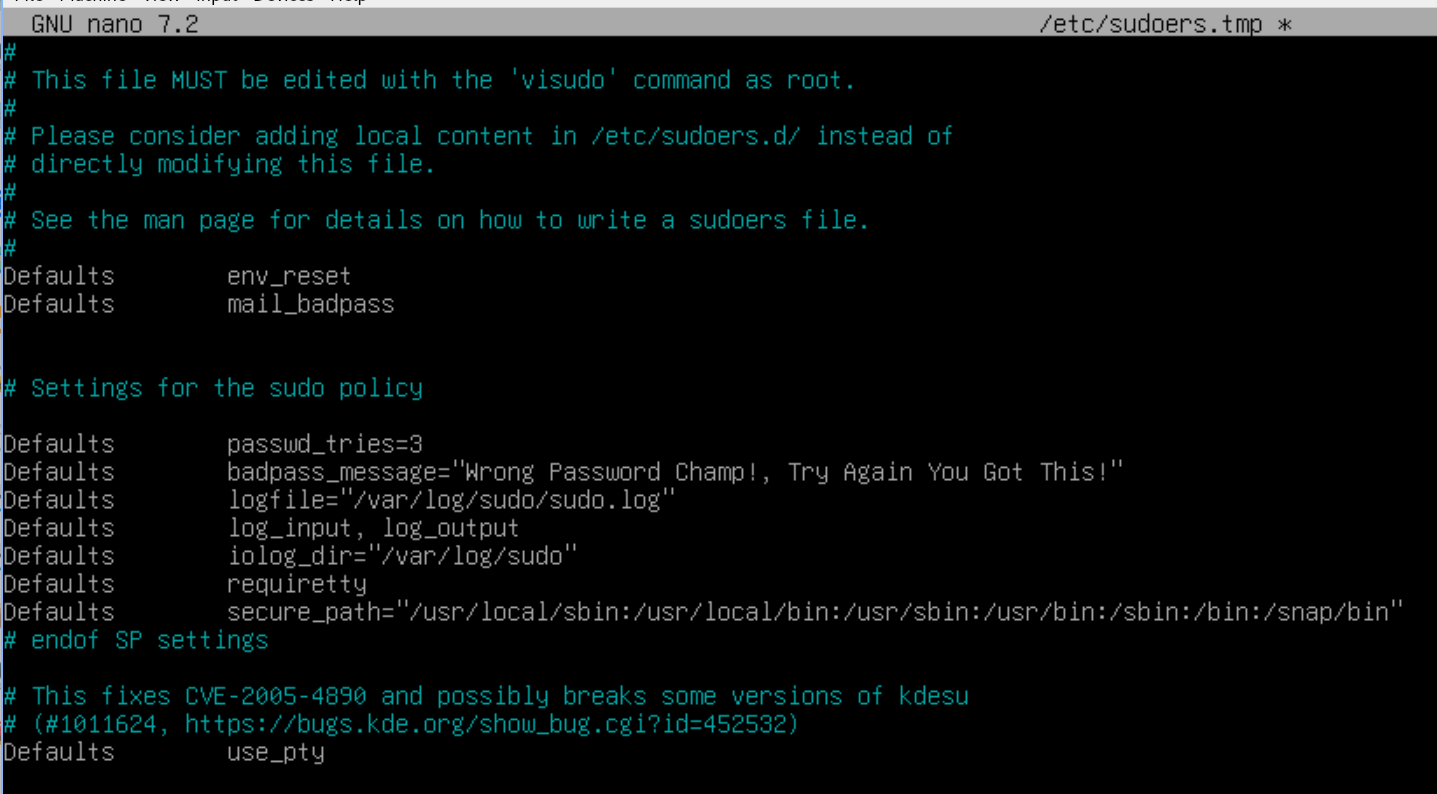 GNU nano 7.2 /etc/sudoers.tmp *
#
# This file MUST be edited with the 'visudo' command as root.
#
# Please consider adding local content in /etc/sudoers.d/ instead of
# directly modifying this file.
#
# See the man page for details on how to write a sudoers file.
#
Defaults env_reset
Defaults mail_badpass
# Settings for the sudo policy
Defaults passwd_tries=3
Defaults badpass_message="Wrong Password Champ!, Try Again You Got This!"
Defaults logfile="/var/log/sudo/sudo.log"
Defaults log_input, log_output
Defaults iolog_dir="/var/log/sudo"
Defaults requiretty
Defaults secure_path="/usr/local/sbin:/usr/local/bin:/usr/sbin:/usr/bin:/sbin:/bin:/snap/bin"
# endof SP settings
# This fixes CVE-2005-4890 and possibly breaks some versions of kdesu
# (#1011624, https://bugs.kde.org/show_bug.cgi?id=452532)
Defaults use_pty